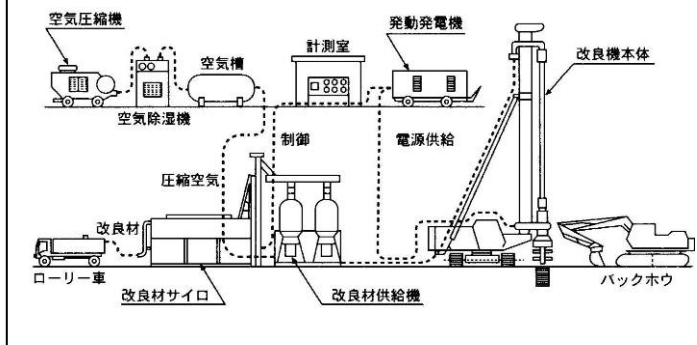 空気圧縮機
発動発電機
計測室
空気槽
改良機本体
空気除湿機
制御
電源供給
圧縮空気
改良材
ローリー車
バックホウ
改良材サイロ
改良材供給機